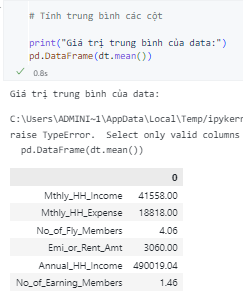 # Tính trung bình các cột
print("Giá trị trung bình của data:")
pd.DataFrame(dt.mean())
0.8s
Giá trị trung bình của data:
C:\Users\ADMINI~1\AppData\Local\Temp/ipykerr
raise TypeError. Select only valid columns
pd.DataFrame(dt.mean())
0
Mthly_HH_Income 41558.00
Mthly_HH_Expense 18818.00
No_of_Fly_Members 4.06
Emi_or_Rent_Amt 3060.00
Annual_HH_Income 490019.04
No_of_Earning_Members 1.46